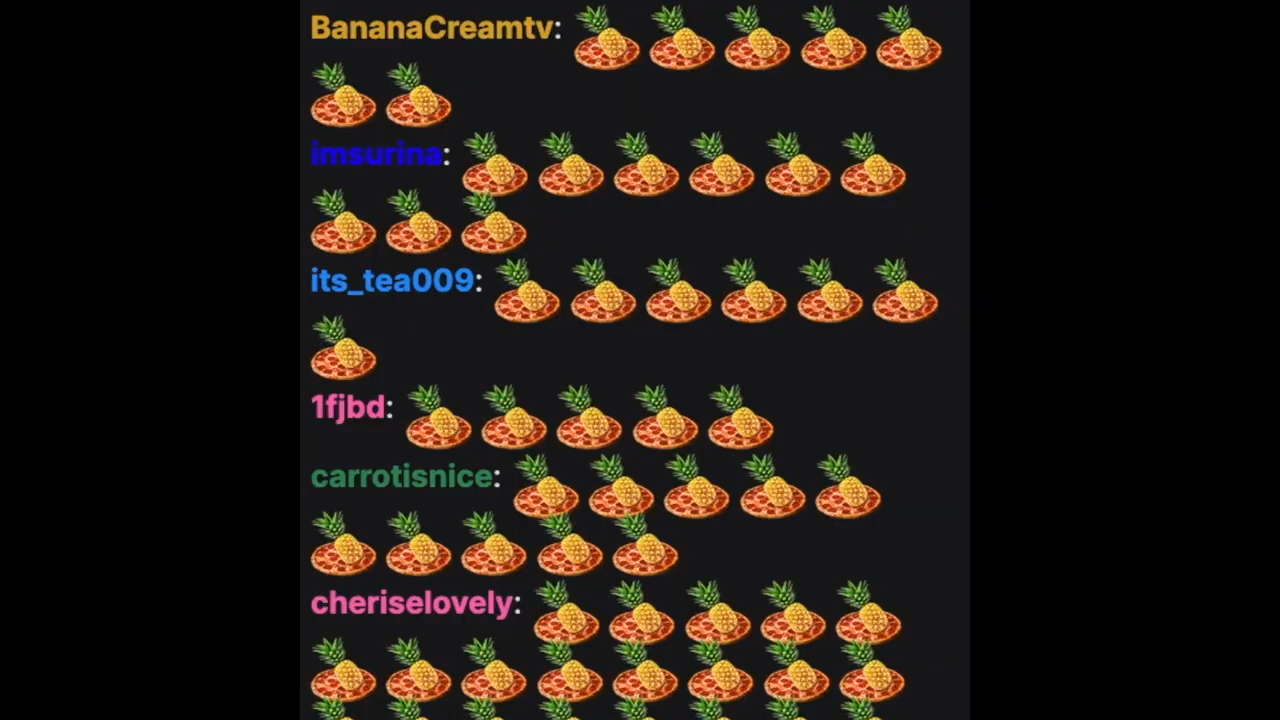 BananaCreamtv:
imsurina:
its_tea009:
1fjbd:
carrotisnice:
cheriselovely: